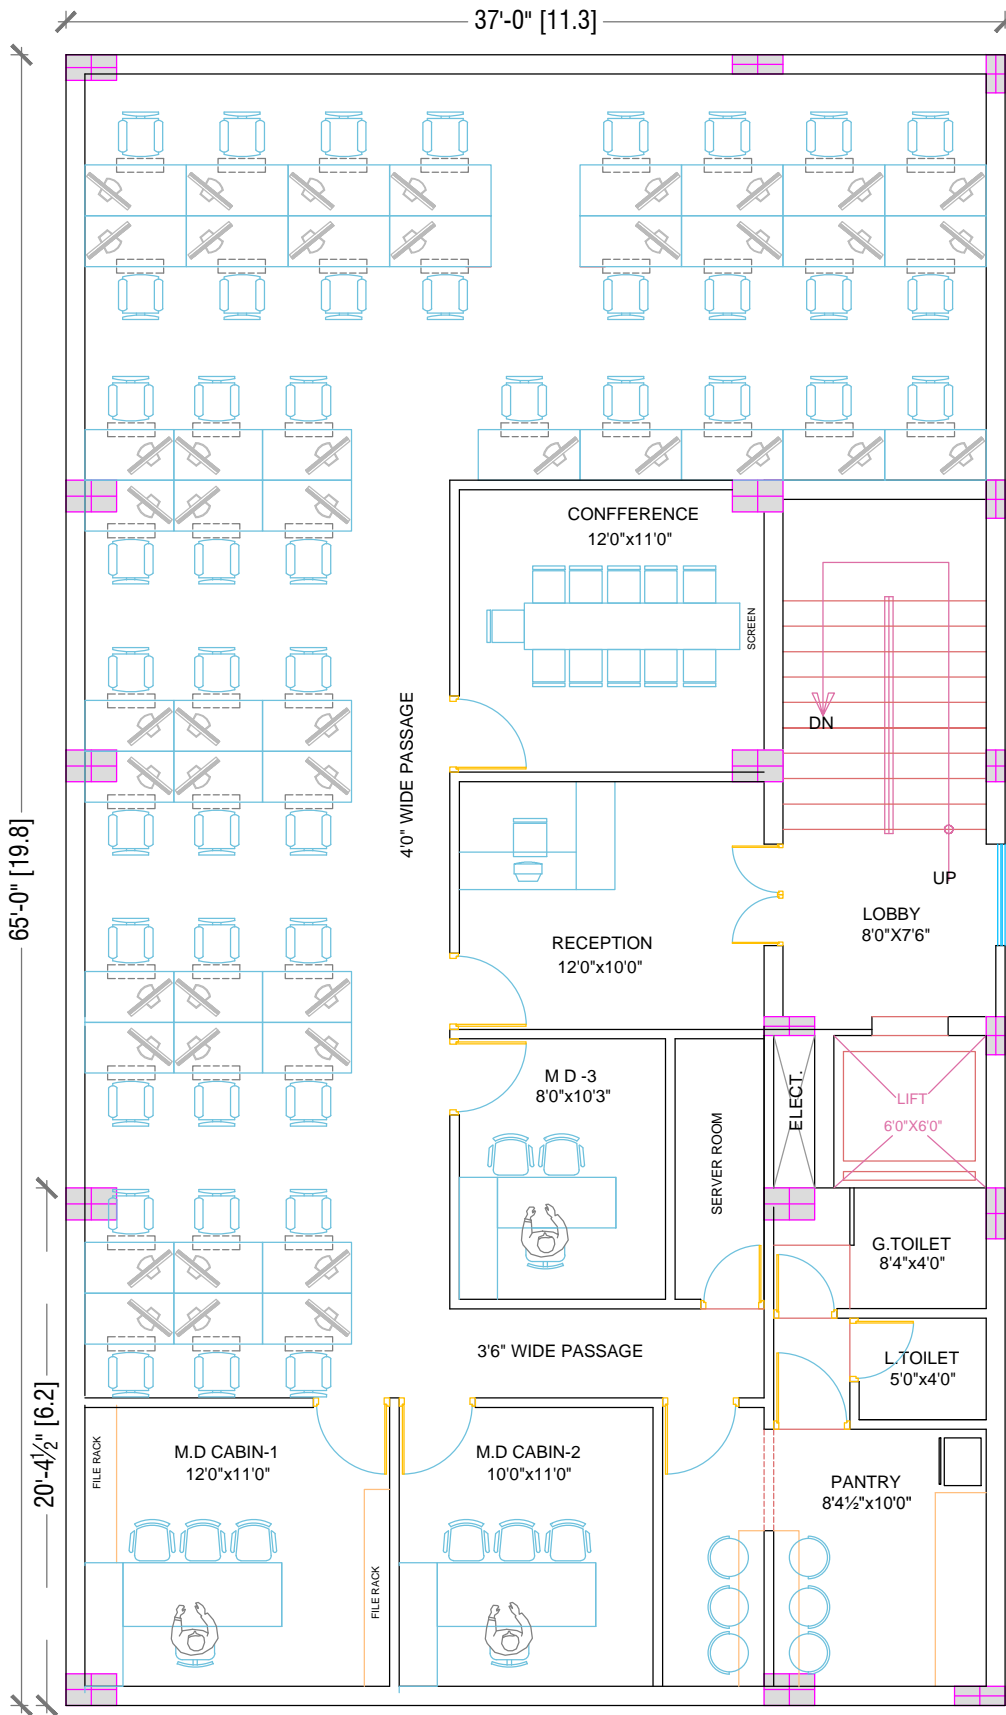 37'-0" [11.3]
65'-0" [19.8]
20'-4½" [6.2]
CONFFERENCE
12'0"x11'0"
SCREEN
DN
UP
4'0" WIDE PASSAGE
RECEPTION
12'0"x10'0"
LOBBY
8'0"X7'6"
M D -3
8'0"x10'3"
SERVER ROOM
ELECT.
LIFT
6'0"X6'0"
G.TOILET
8'4"x4'0"
L.TOILET
5'0"x4'0"
3'6" WIDE PASSAGE
FILE RACK
M.D CABIN-1
12'0"x11'0"
FILE RACK
M.D CABIN-2
10'0"x11'0"
PANTRY
8'4½"x10'0"